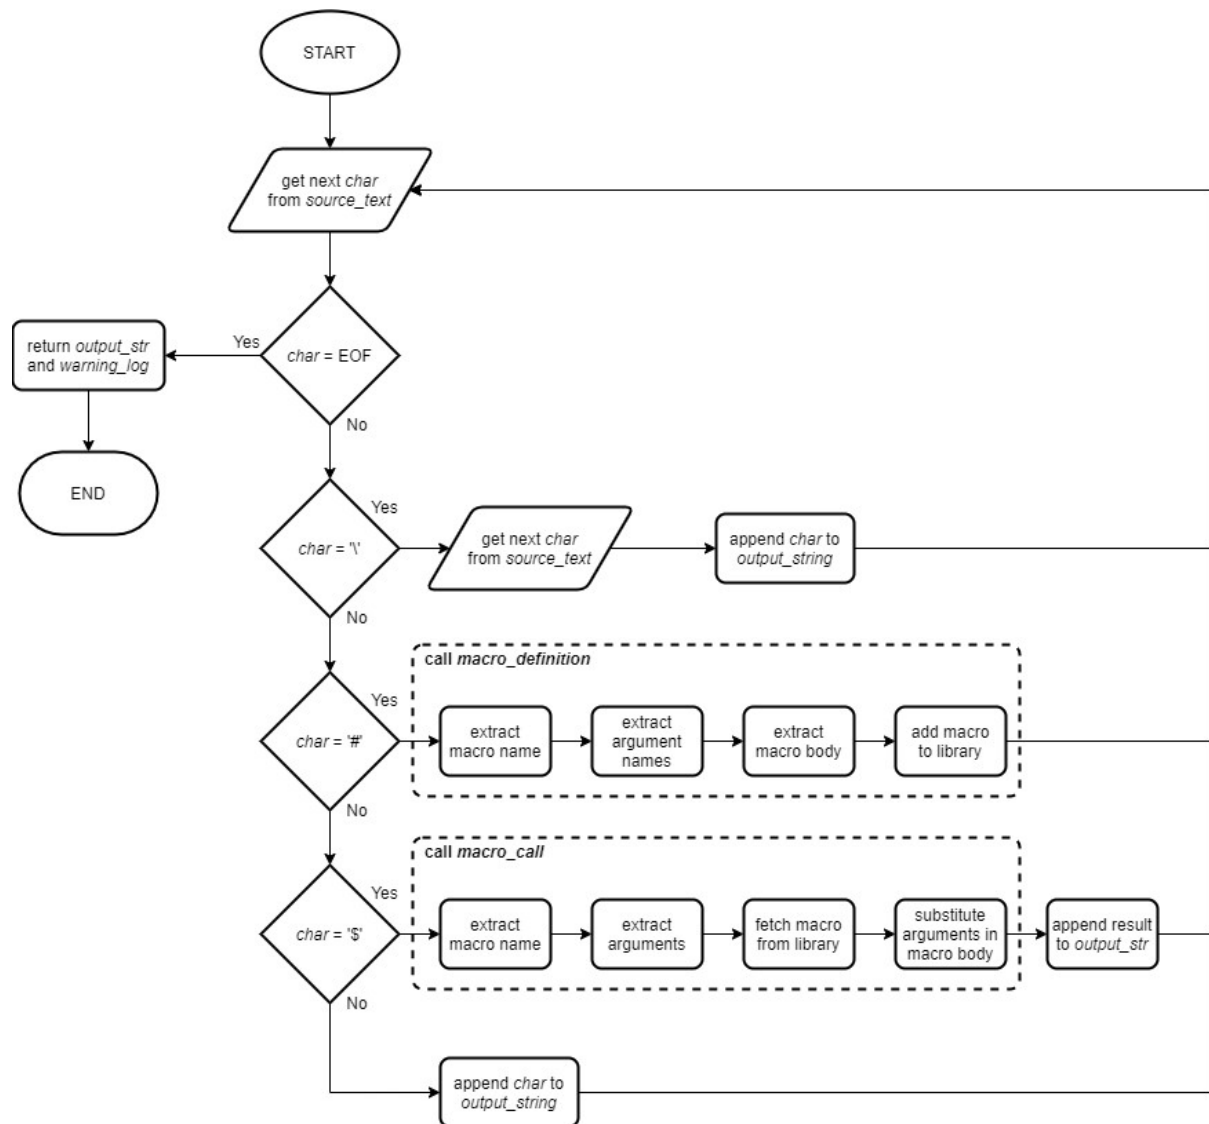 START
get next char
from source_text
Yes
char = EOF
return output_str
and warning_log
No
END
Yes
char = '\'
get next char
from source_text
append char to
output_string
No
call macro_definition
Yes
char = '#'
extract
macro name
extract
argument
names
extract
macro body
add macro
to library
No
call macro_call
Yes
char = '$'
extract
macro name
extract
arguments
fetch macro
from library
substitute
arguments in
macro body
append result
to output_str
No
append char to
output_string